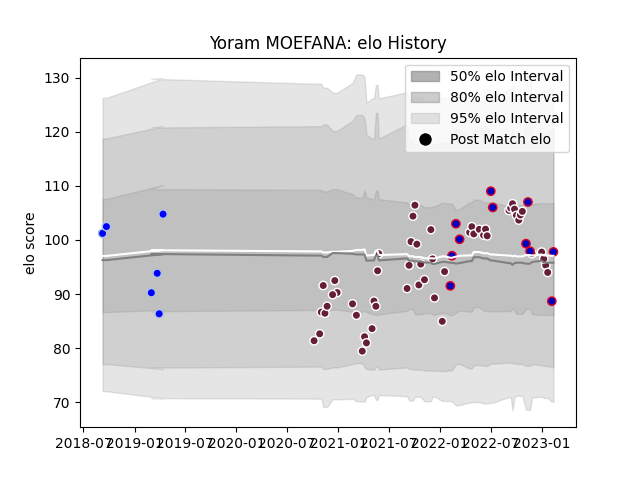 Yoram MOEFANA: elo History
130
120
110
100
90
80
70
elo score
50% elo Interval
80% elo Interval
95% elo Interval
Post Match elo
2018-07
2019-01
2019-07
2020-01
2020-07
2021-01
2021-07
2022-01
2022-07
2023-01